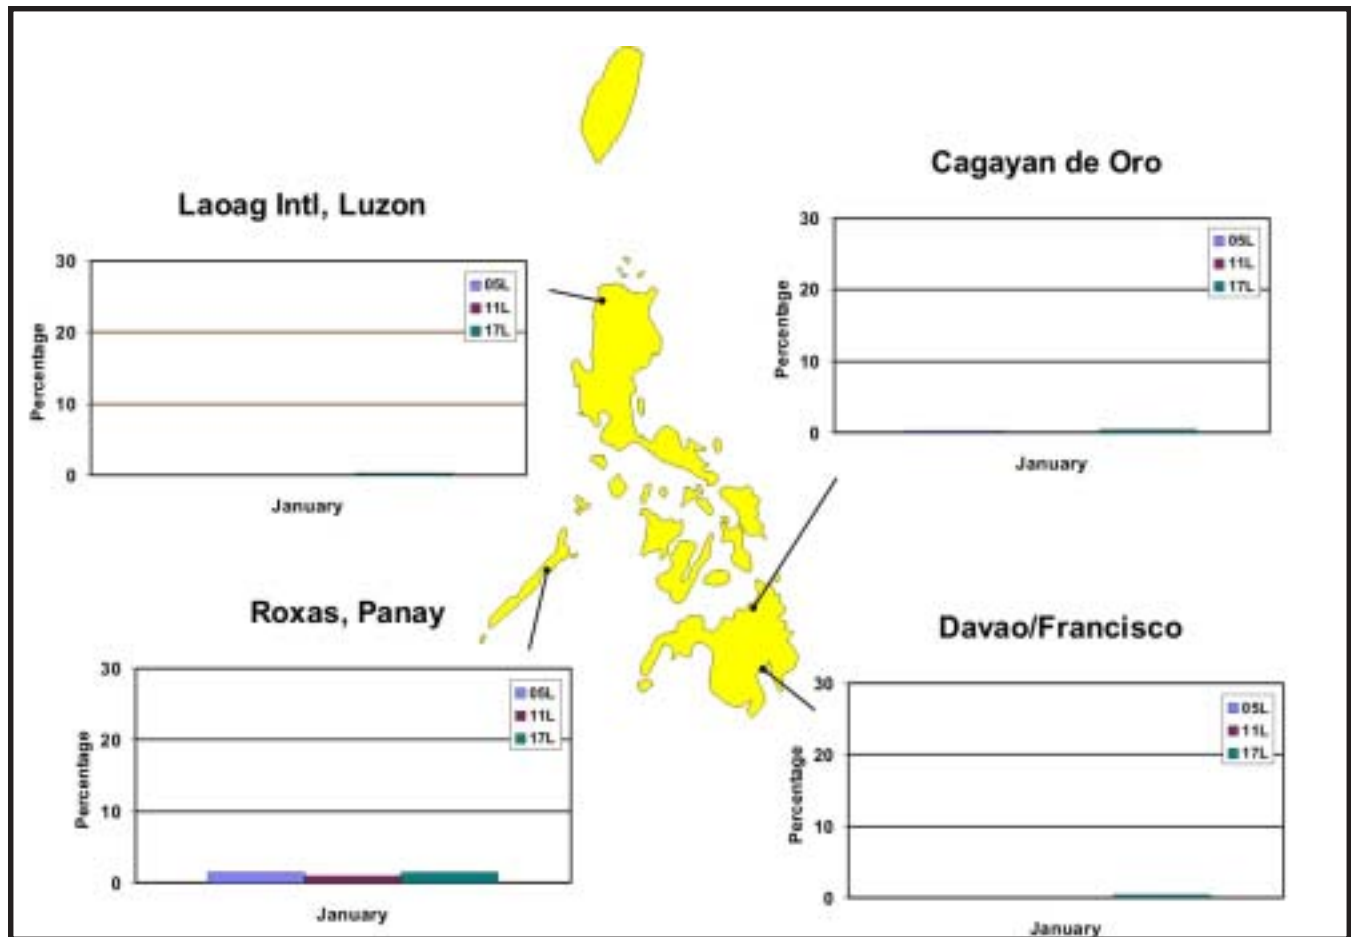 Laoag Intl, Luzon
30
20
10
0
Percentage
January
05L
11L
17L
Cagayan de Oro
30
20
10
0
Percentage
January
05L
11L
17L
Roxas, Panay
30
20
10
0
Percentage
January
05L
11L
17L
Davao/Francisco
30
20
10
0
Percentage
January
05L
11L
17L